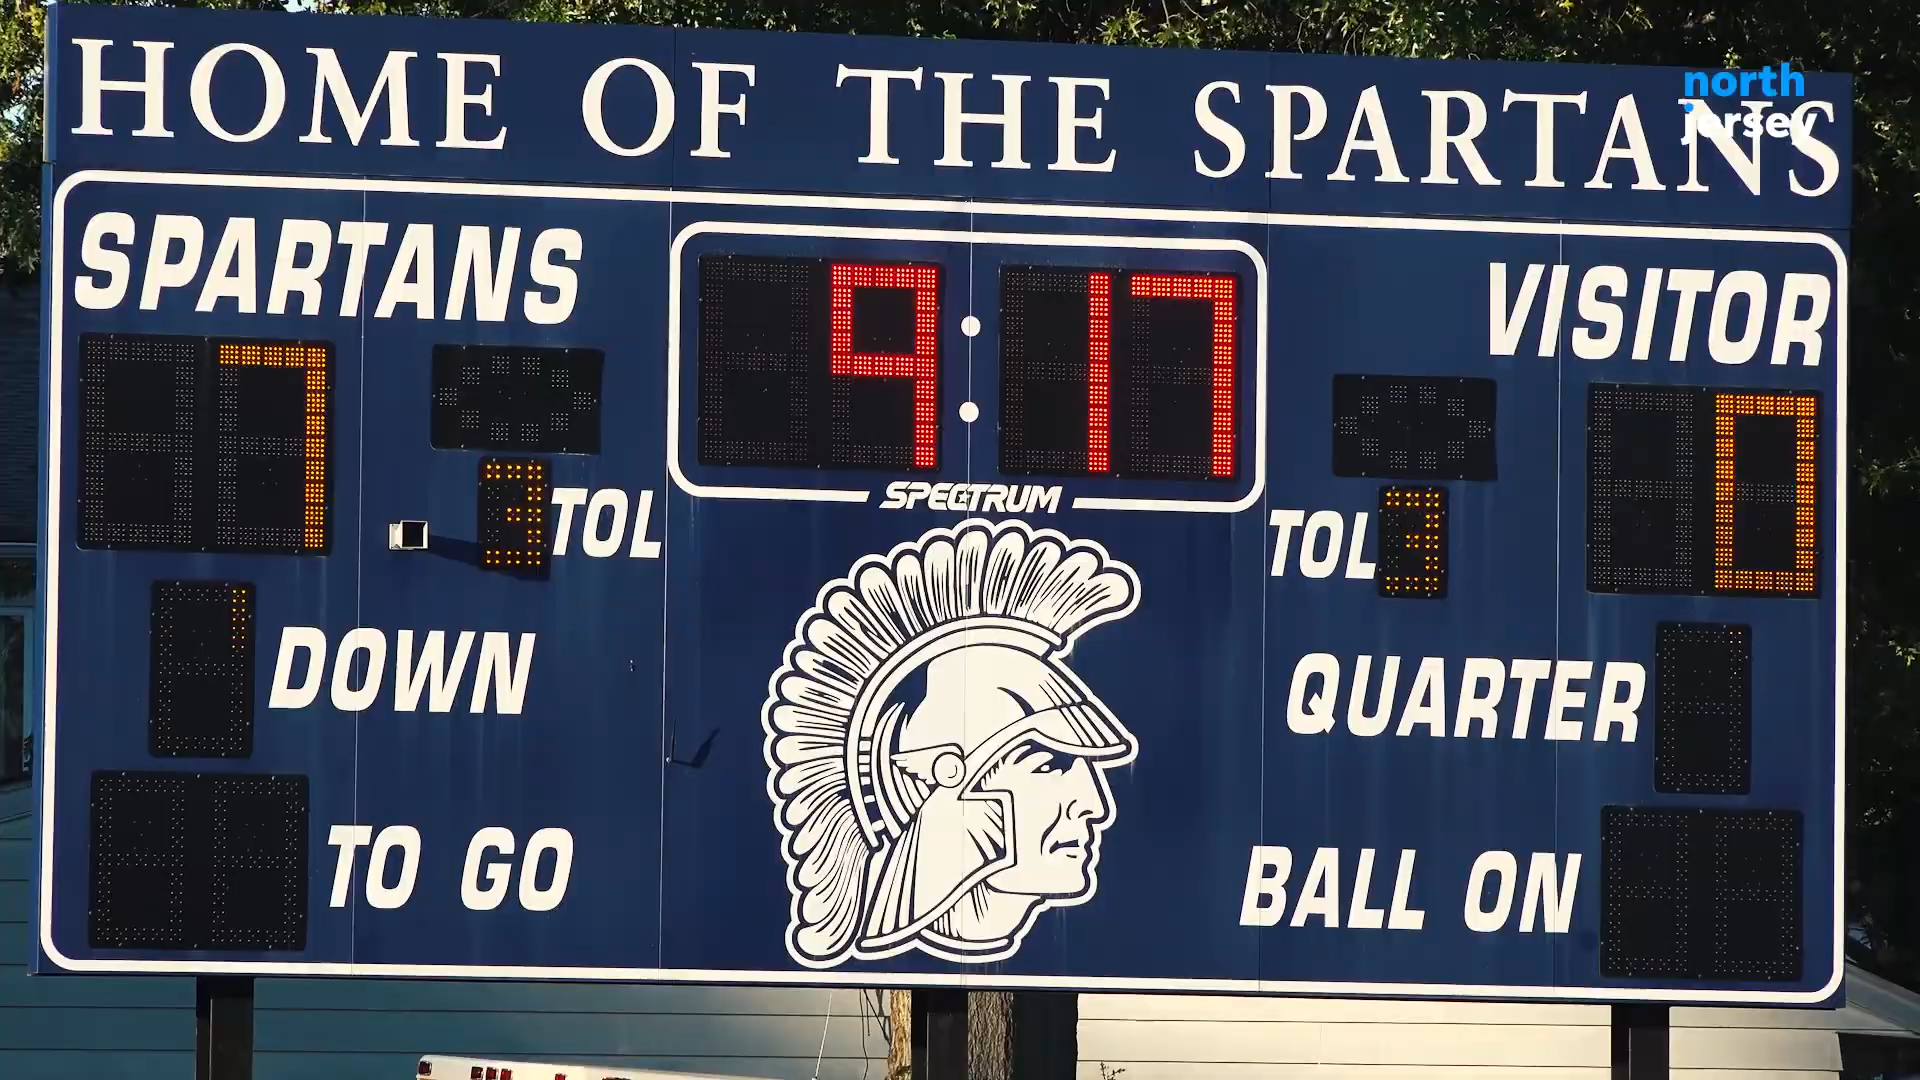 HOME OF THE SPARTANS
north
jersey
SPARTANS
9:17
VISITOR
7
0
SPECTRUM
3 TOL
TOL 3
DOWN
QUARTER
TO GO
BALL ON